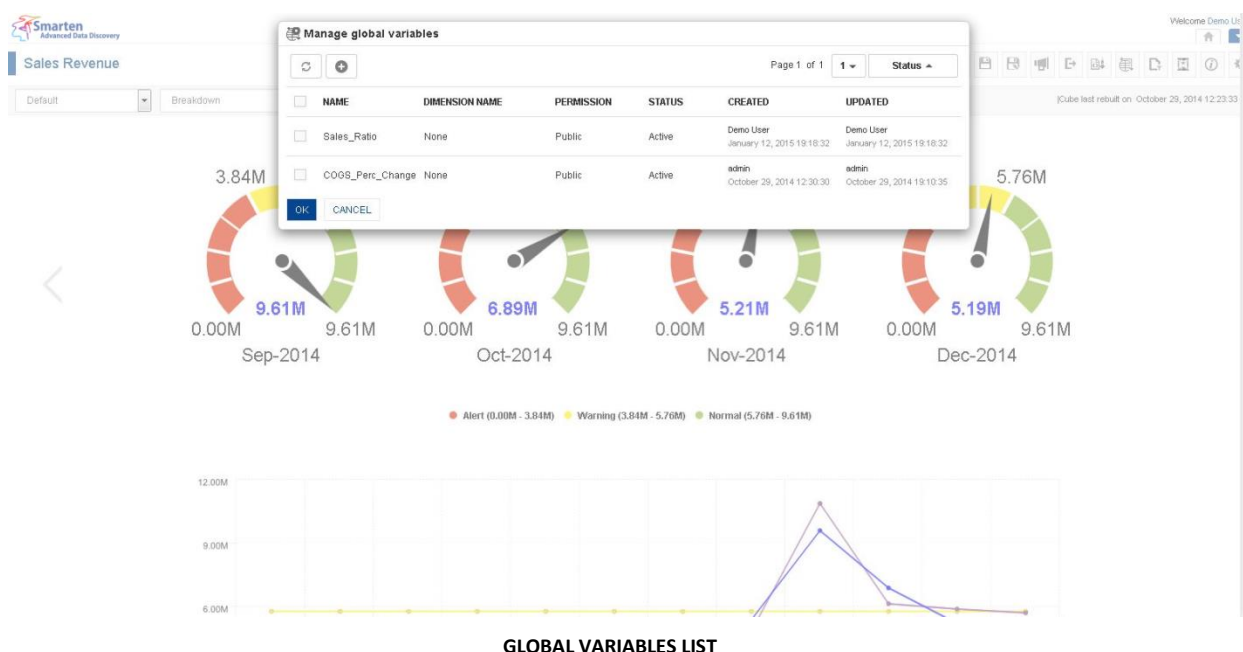 Smarten
Advanced Data Discovery
Welcome Demo Us
Sales Revenue
Default
Breakdown
|Cube last rebuilt on October 29, 2014 12:23:33
Manage global variables
Page 1 of 1 1 Status
NAME DIMENSION NAME PERMISSION STATUS CREATED UPDATED
Sales_Ratio None Public Active Demo User Demo User
January 12, 2015 19:18:32 January 12, 2015 19:18:32
COGS_Perc_Change None Public Active admin admin
October 29, 2014 12:30:30 October 29, 2014 19:10:35
OK CANCEL
3.84M 5.76M
9.61M 6.89M 5.21M 5.19M
0.00M 9.61M 0.00M 9.61M 0.00M 9.61M 0.00M 9.61M
Sep-2014 Oct-2014 Nov-2014 Dec-2014
Alert (0.00M - 3.84M) Warning (3.84M - 5.76M) Normal (5.76M - 9.61M)
12.00M
9.00M
6.00M
GLOBAL VARIABLES LIST